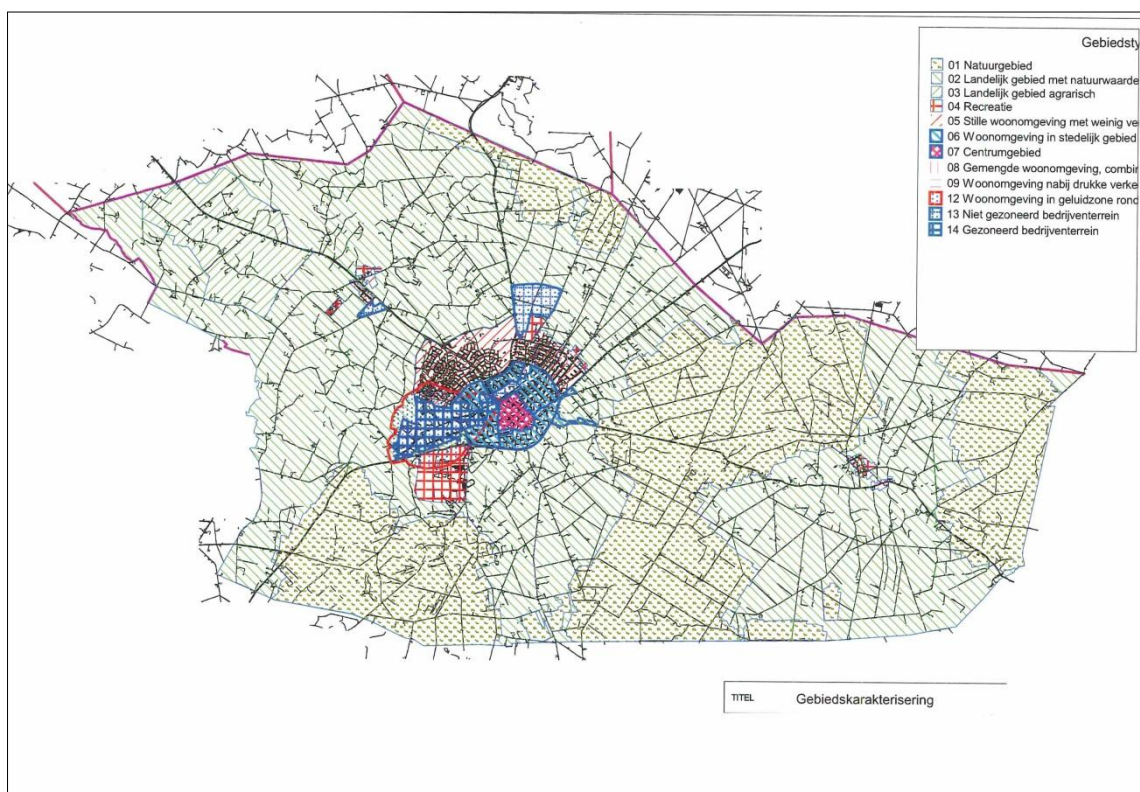 Gebiedsty
01 Natuurgebied
02 Landelijk gebied met natuurwaarde
03 Landelijk gebied agrarisch
04 Recreatie
05 Stille woonomgeving met weinig ve
06 Woonomgeving in stedelijk gebied
07 Centrumgebied
08 Gemengde woonomgeving, combir
09 Woonomgeving nabij drukke verke
12 Woonomgeving in geluidzone rond
13 Niet gezoneerd bedrijventerrein
14 Gezoneerd bedrijventerrein
TITEL Gebiedskarakterisering